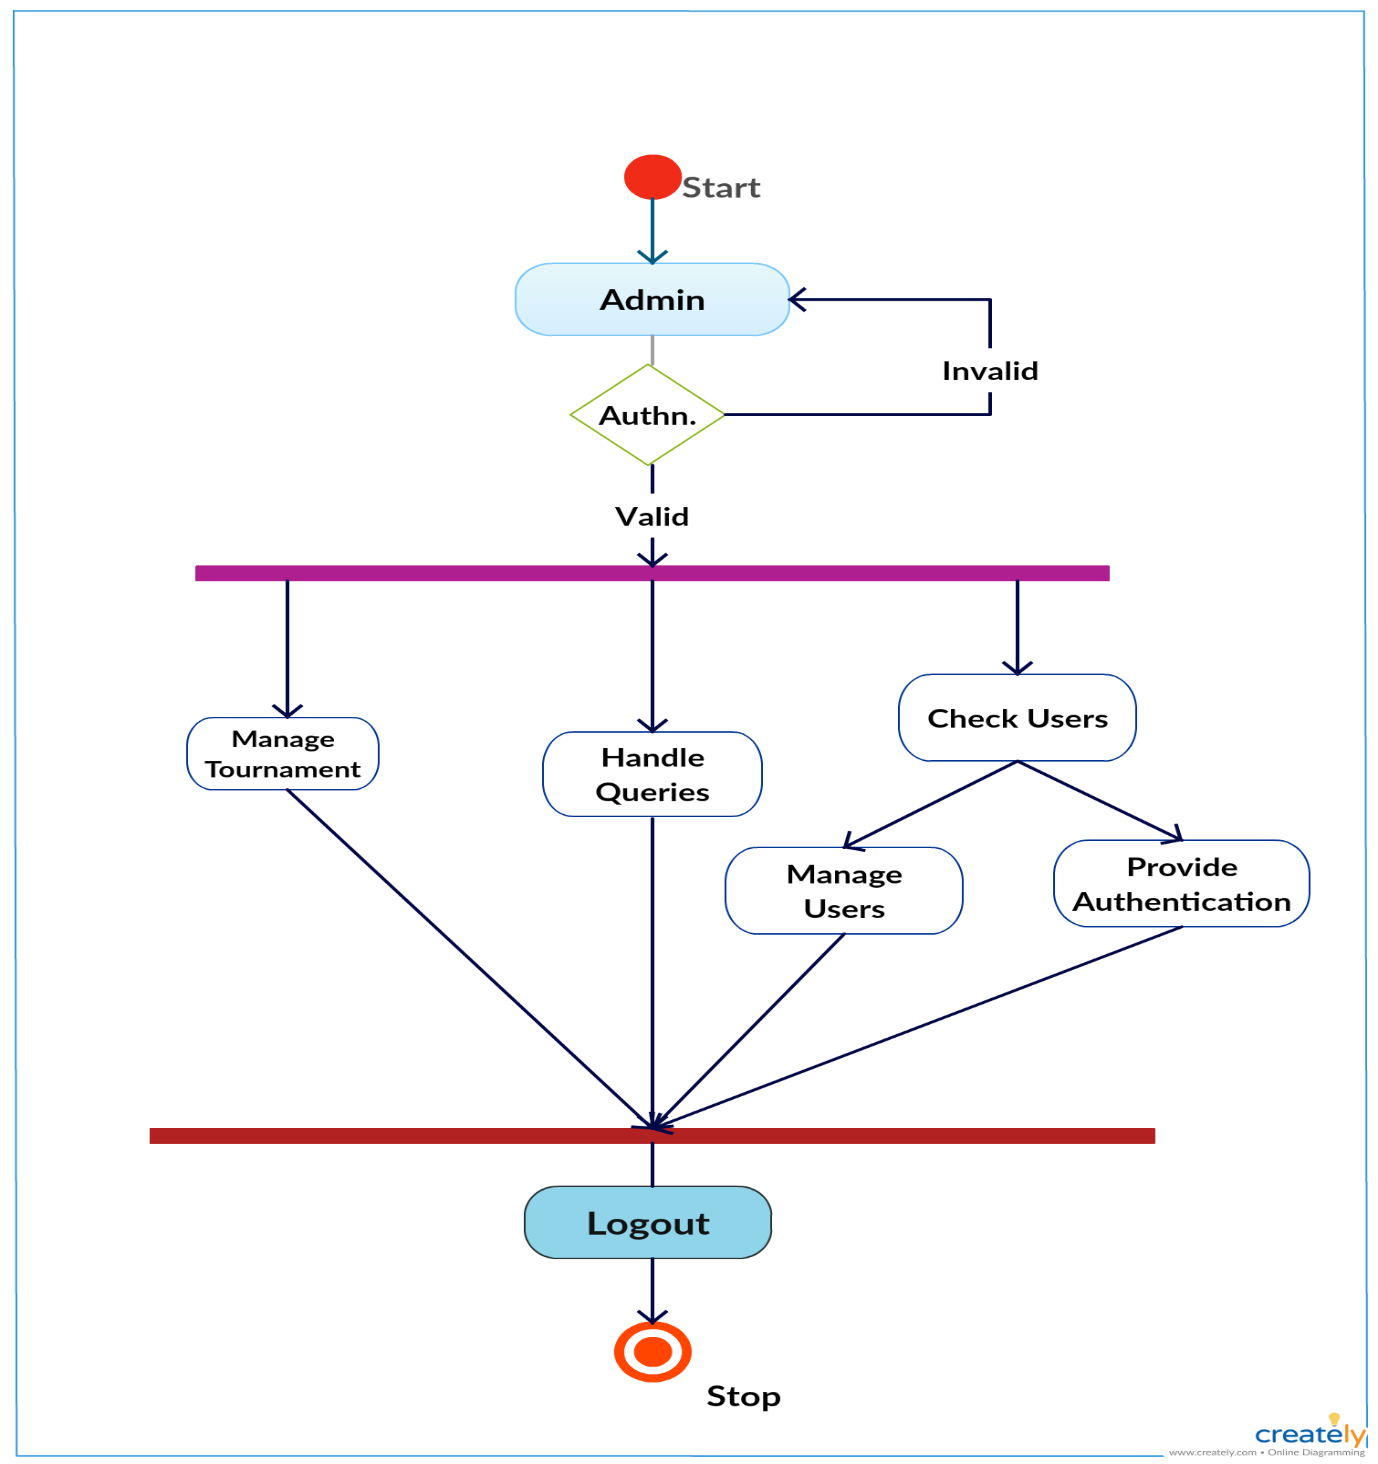 Start
Admin
Invalid
Authn.
Valid
Manage
Tournament
Handle
Queries
Check Users
Manage
Users
Provide
Authentication
Logout
Stop
creately
www.creately.com • Online Diagramming